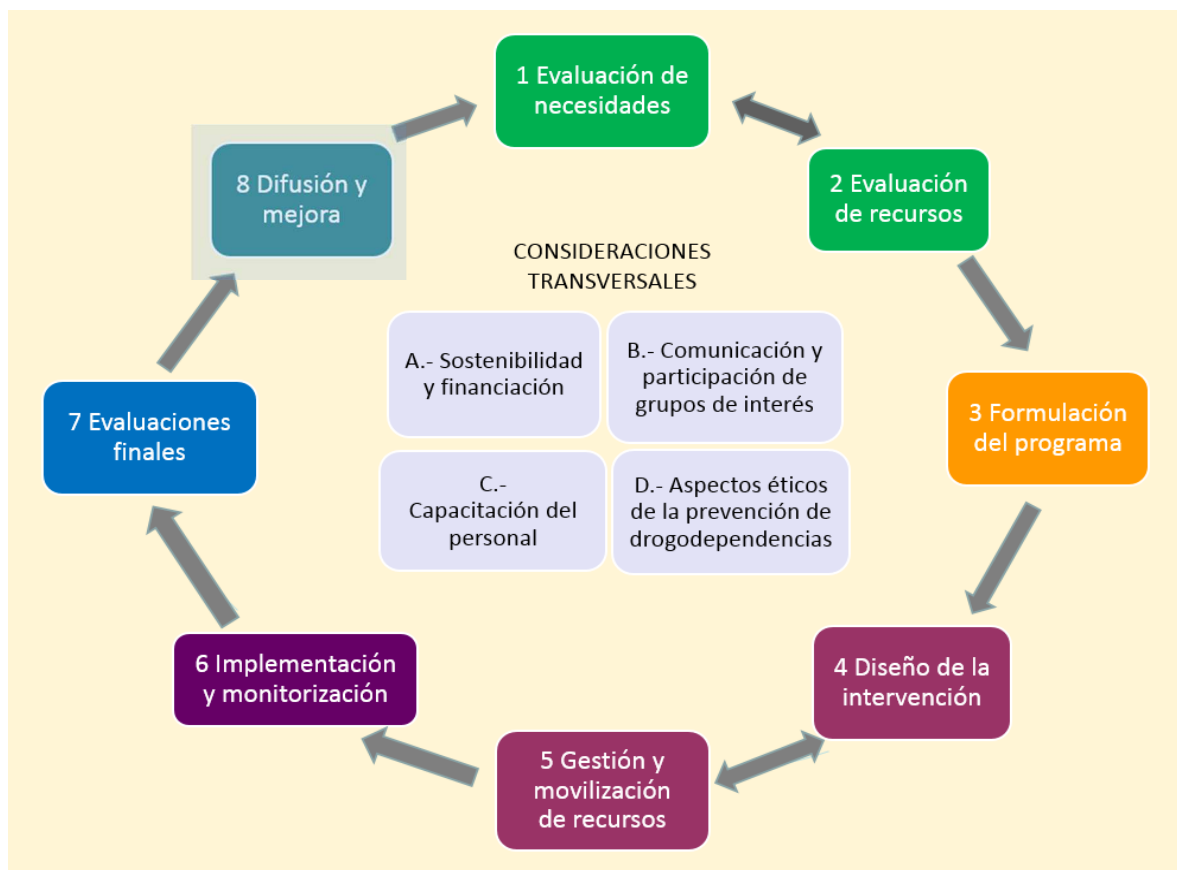 1 Evaluación de
necesidades
2 Evaluación
de recursos
3 Formulación
del programa
4 Diseño de la
intervención
5 Gestión y
movilización
de recursos
6 Implementación
y monitorización
7 Evaluaciones
finales
8 Difusión y
mejora
CONSIDERACIONES
TRANSVERSALES
A.- Sostenibilidad
y financiación
B.- Comunicación y
participación de
grupos de interés
C.-
Capacitación del
personal
D.- Aspectos éticos
de la prevención de
drogodependencias